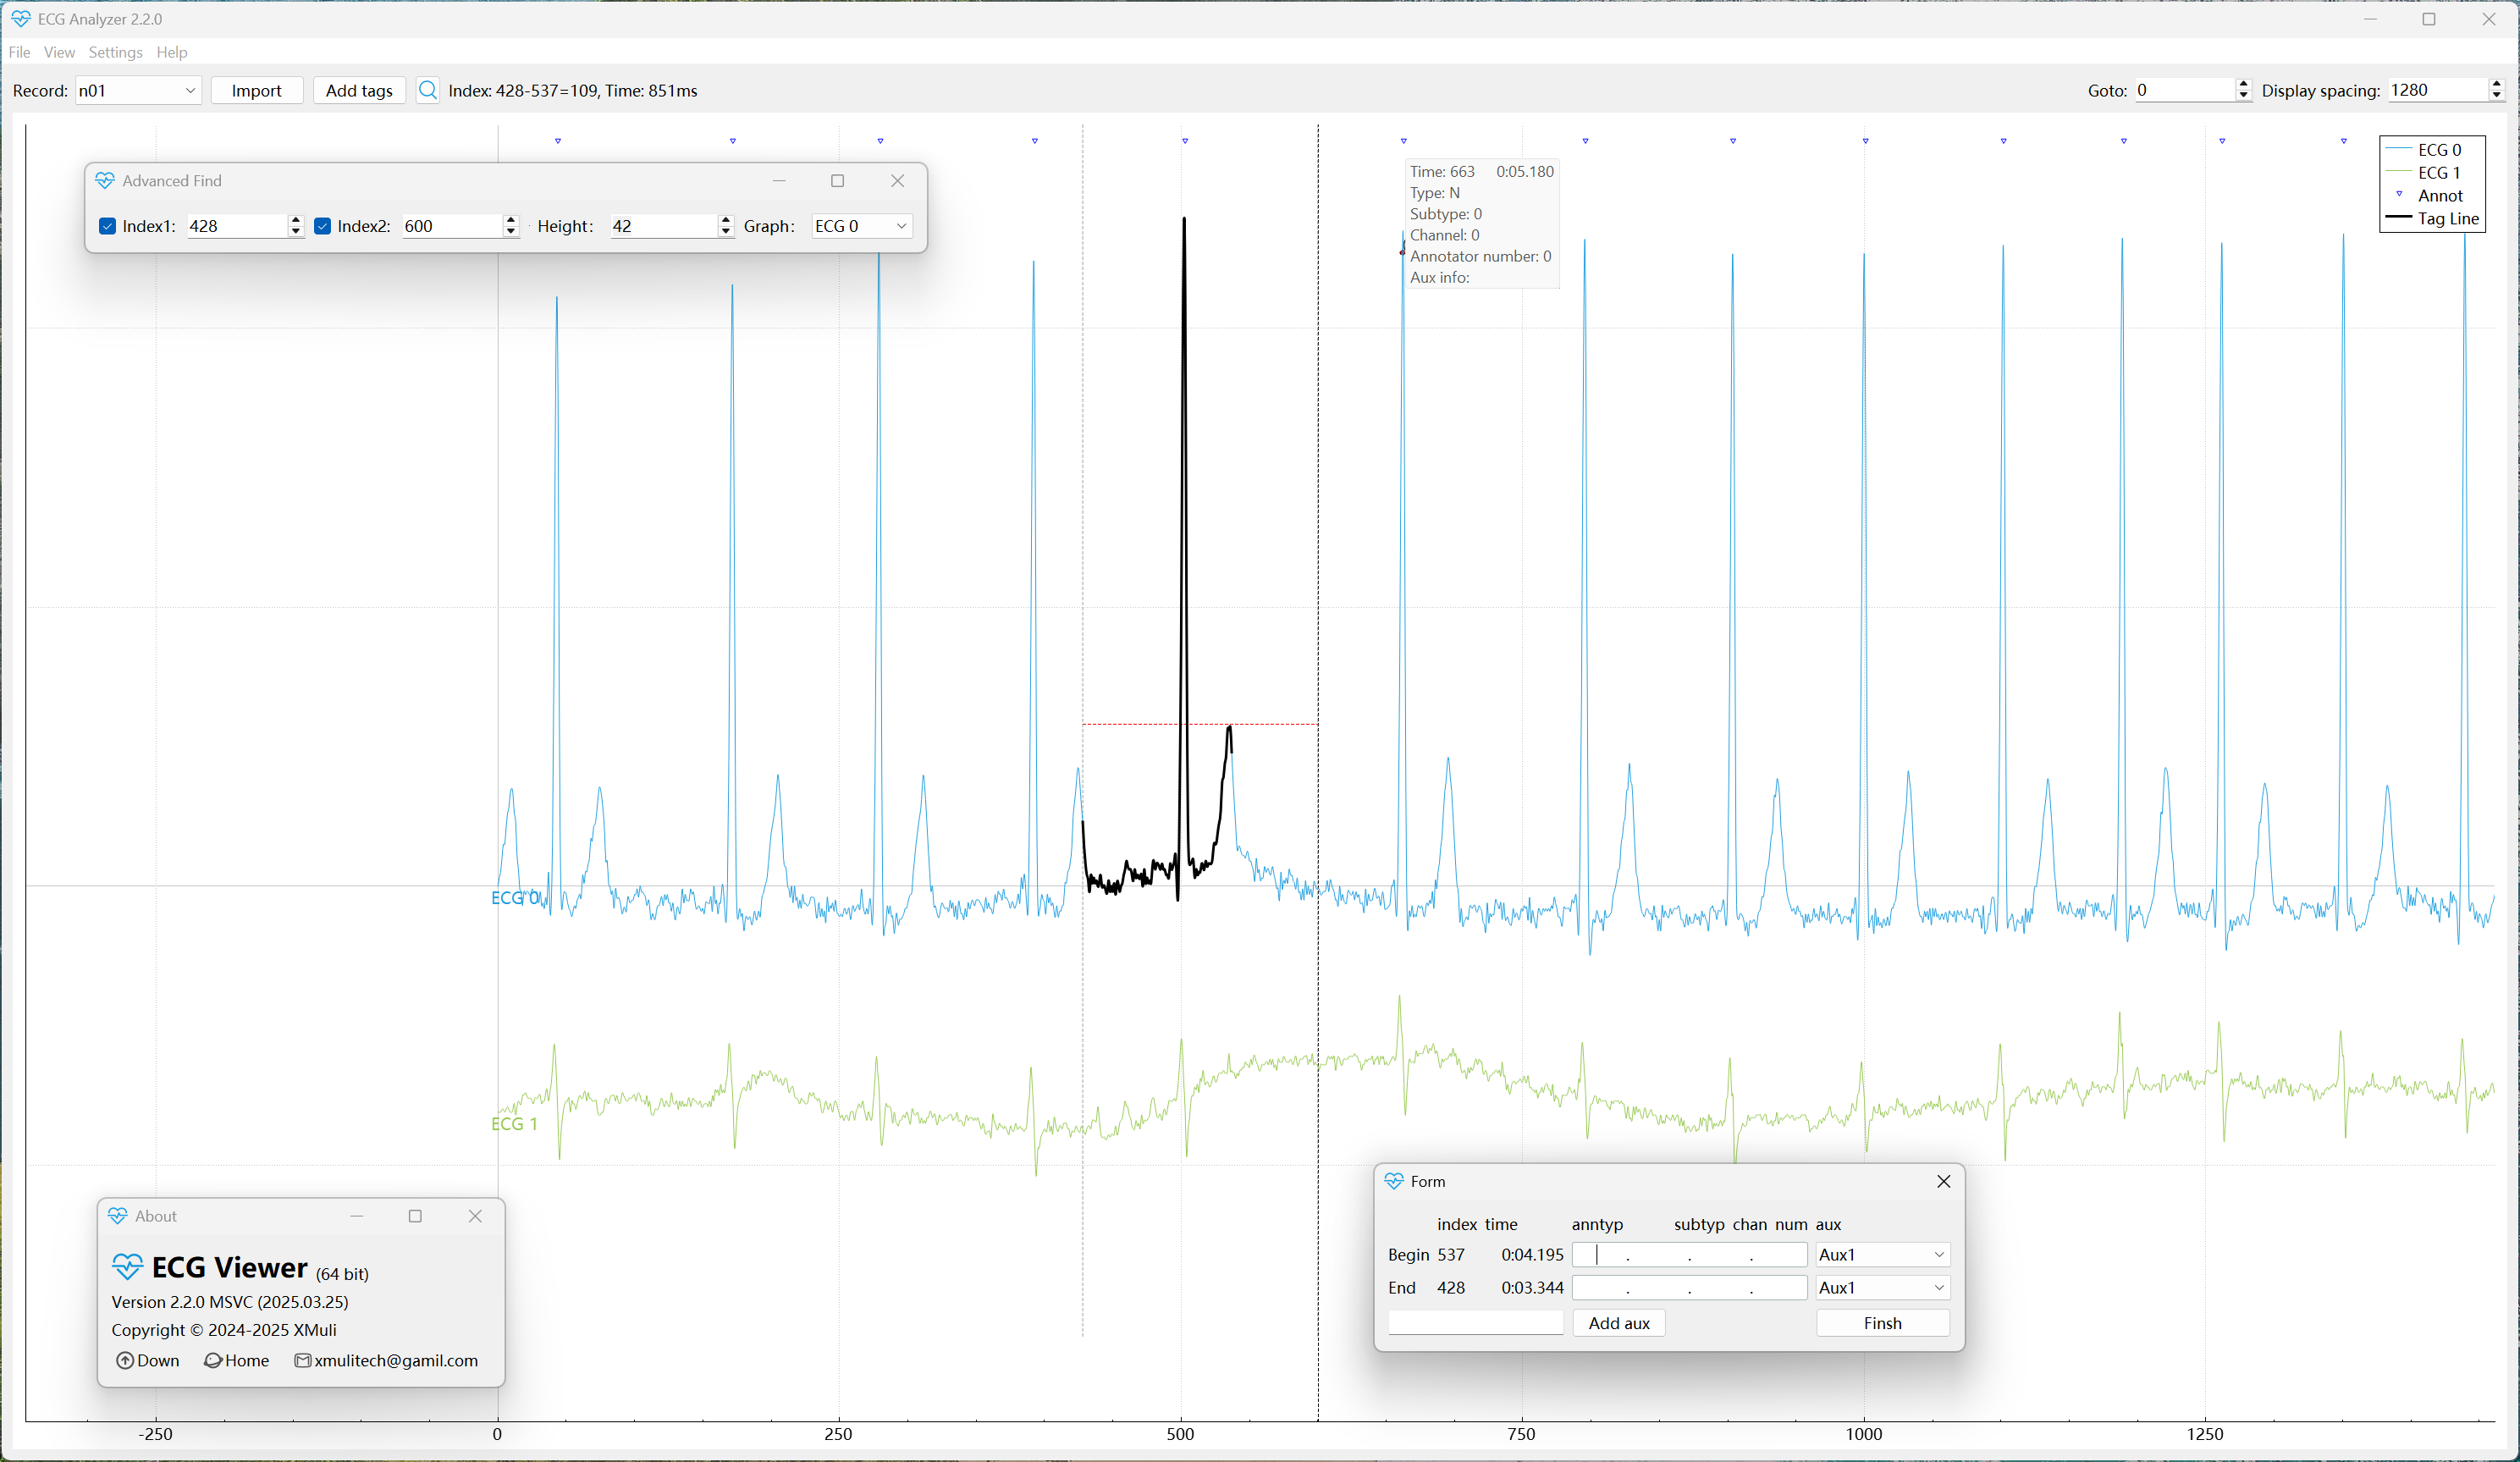 ECG Analyzer 2.2.0
File View Settings Help
Record: n01 Import Add tags Index: 428-537=109, Time: 851ms Goto: 0 Display spacing: 1280
ECG 0
ECG 1
Annot
Tag Line
Advanced Find
Index1: 428 Index2: 600 Height: 42 Graph: ECG 0
Time: 663 0:05.180
Type: N
Subtype: 0
Channel: 0
Annotator number: 0
Aux info:
ECG 0
ECG 1
About
ECG Viewer (64 bit)
Version 2.2.0 MSVC (2025.03.25)
Copyright © 2024-2025 XMuli
Down Home xmulitech@gamil.com
Form
index time anntyp subtyp chan num aux
Begin 537 0:04.195 . . . Aux1
End 428 0:03.344 . . . Aux1
Add aux Finsh
-250 0 250 500 750 1000 1250